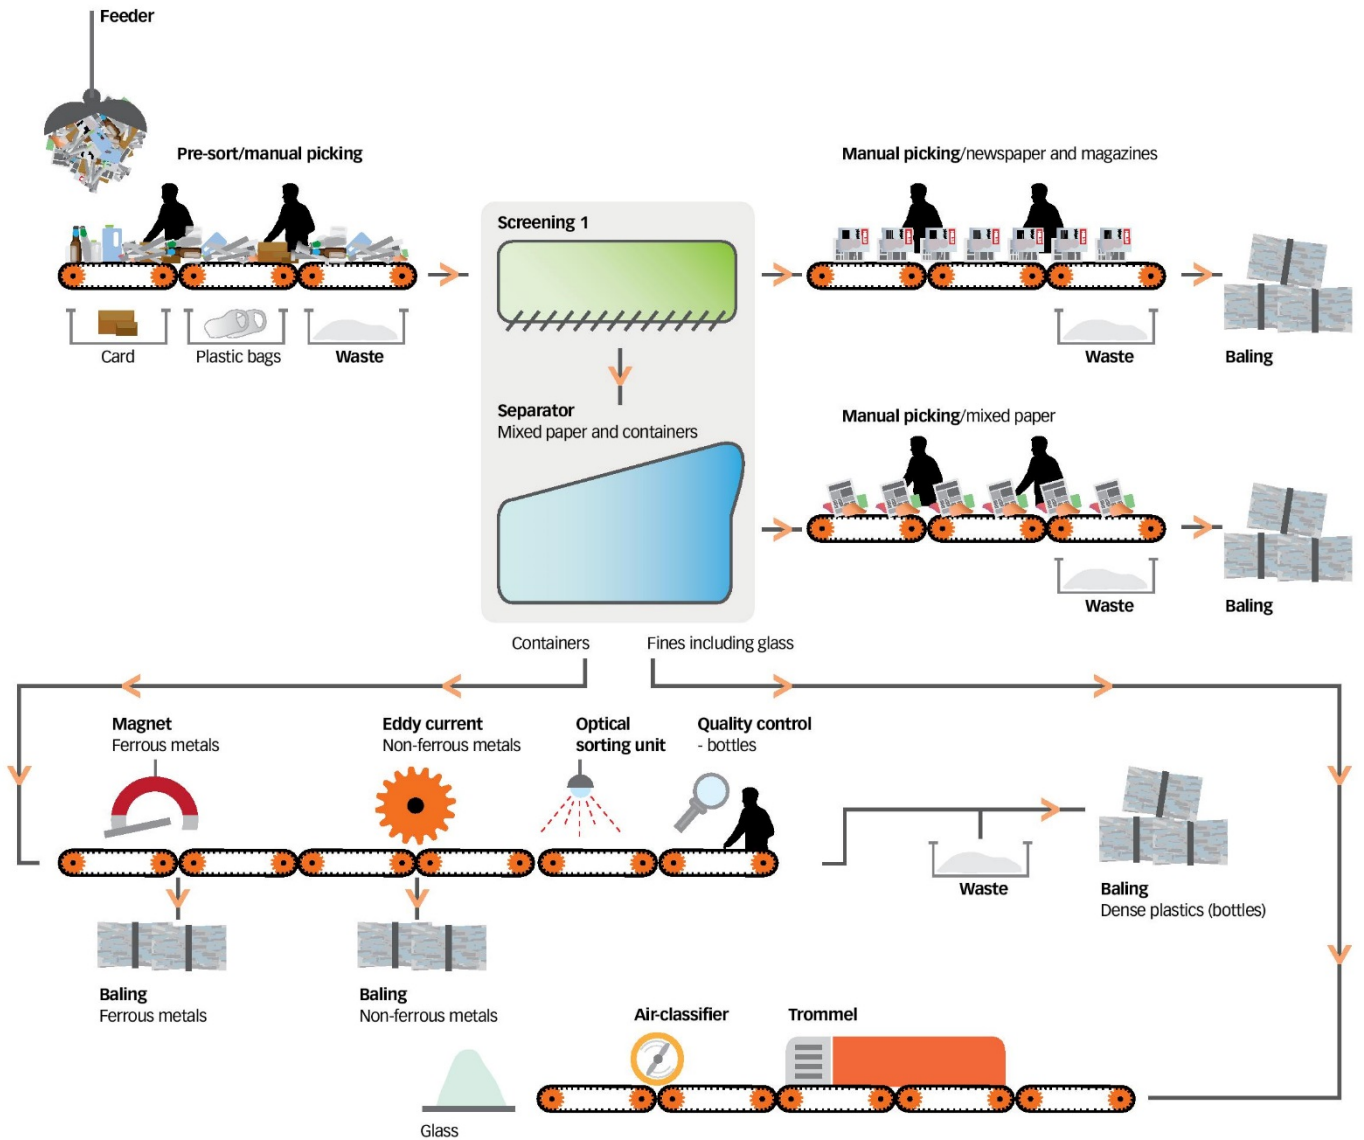 Feeder
Pre-sort/manual picking
Card
Plastic bags
Waste
Screening 1
Separator
Mixed paper and containers
Manual picking/newspaper and magazines
Waste
Baling
Manual picking/mixed paper
Waste
Baling
Containers
Fines including glass
Magnet
Ferrous metals
Eddy current
Non-ferrous metals
Optical
sorting unit
Quality control
- bottles
Waste
Baling
Dense plastics (bottles)
Baling
Ferrous metals
Baling
Non-ferrous metals
Air-classifier
Trommel
Glass